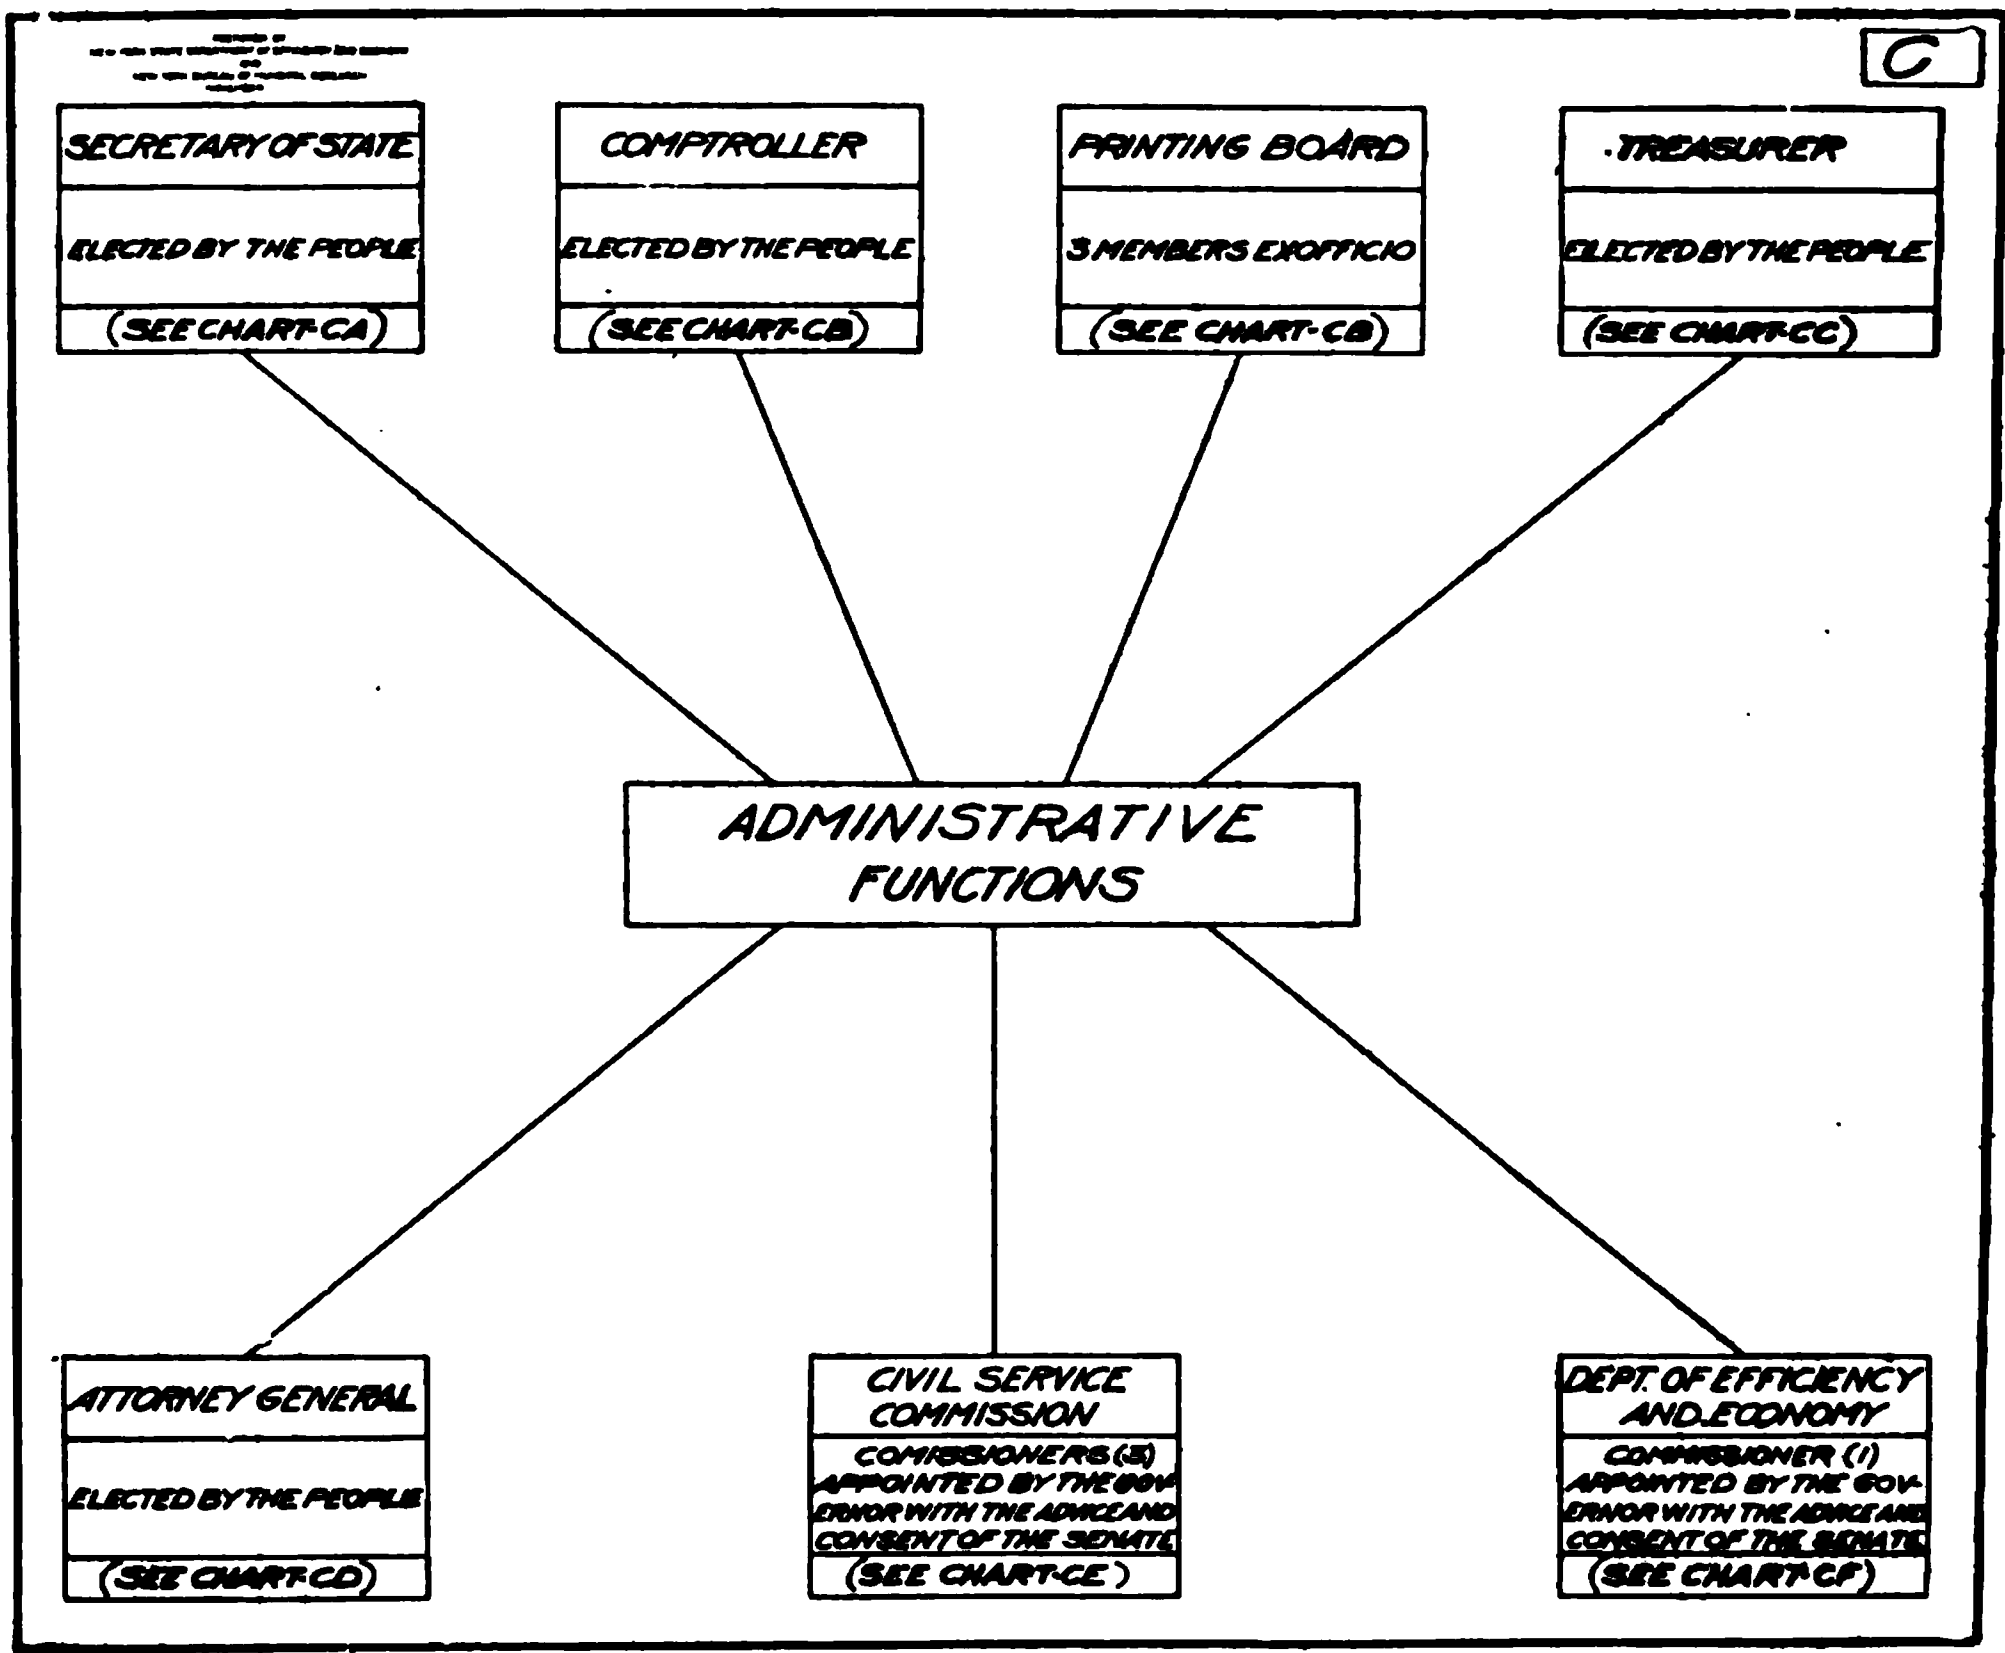 C
SECRETARY OF STATE
ELECTED BY THE PEOPLE
(SEE CHART-CA)
COMPTROLLER
ELECTED BY THE PEOPLE
(SEE CHART-CB)
PRINTING BOARD
3 MEMBERS EXOFFICIO
(SEE CHART-CB)
TREASURER
ELECTED BY THE PEOPLE
(SEE CHART-CC)
ADMINISTRATIVE
FUNCTIONS
ATTORNEY GENERAL
ELECTED BY THE PEOPLE
(SEE CHART-CD)
CIVIL SERVICE
COMMISSION
COMISSIONERS (3)
APPOINTED BY THE GOV-
ERNOR WITH THE ADVICE AND
CONSENT OF THE SENATE
(SEE CHART-CE)
DEPT. OF EFFICIENCY
AND ECONOMY
COMMISSIONER (1)
APPOINTED BY THE GOV-
ERNOR WITH THE ADVICE AND
CONSENT OF THE SENATE
(SEE CHART-CF)